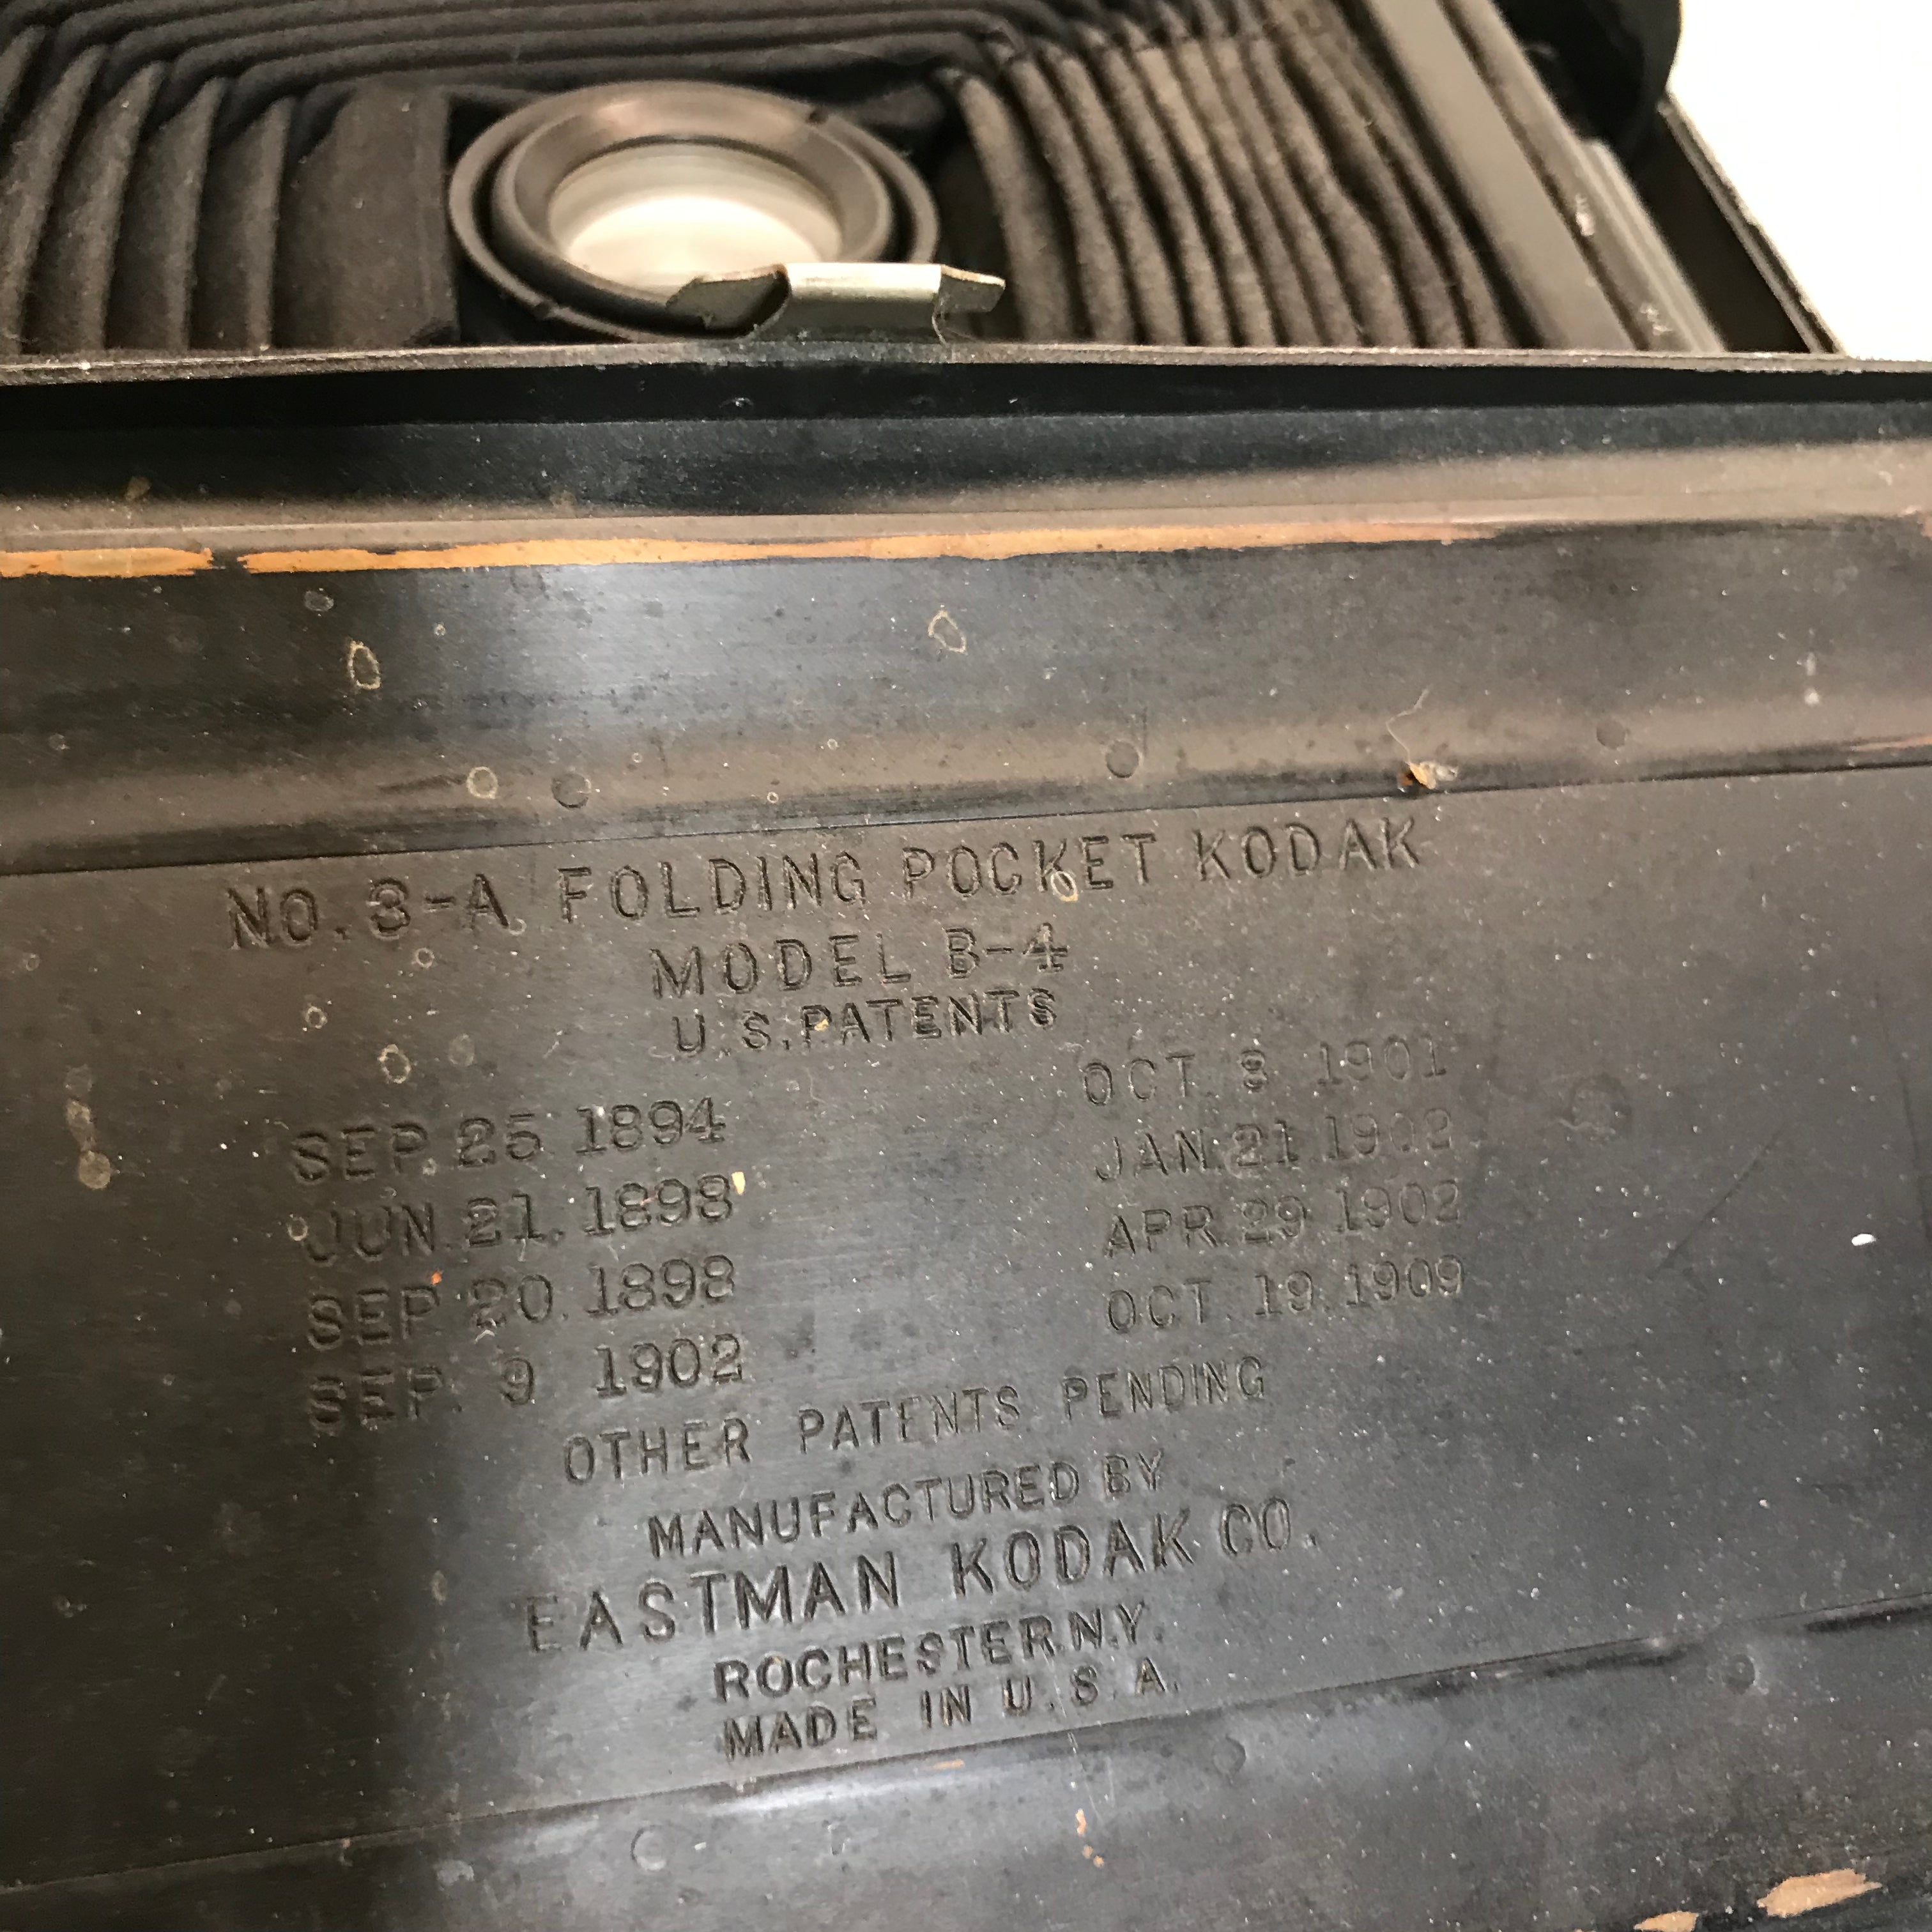 NO. 3-A FOLDING POCKET KODAK
MODEL B-4
U.S. PATENTS
SEP. 25. 1894
JUN. 21. 1898
SEP. 20. 1898
SEP. 9 1902
OCT. 8 1901
JAN. 21. 1902
APR. 29 1902
OCT. 19. 1909
OTHER PATENTS PENDING
MANUFACTURED BY
EASTMAN KODAK CO.
ROCHESTER N.Y.
MADE IN U.S.A.